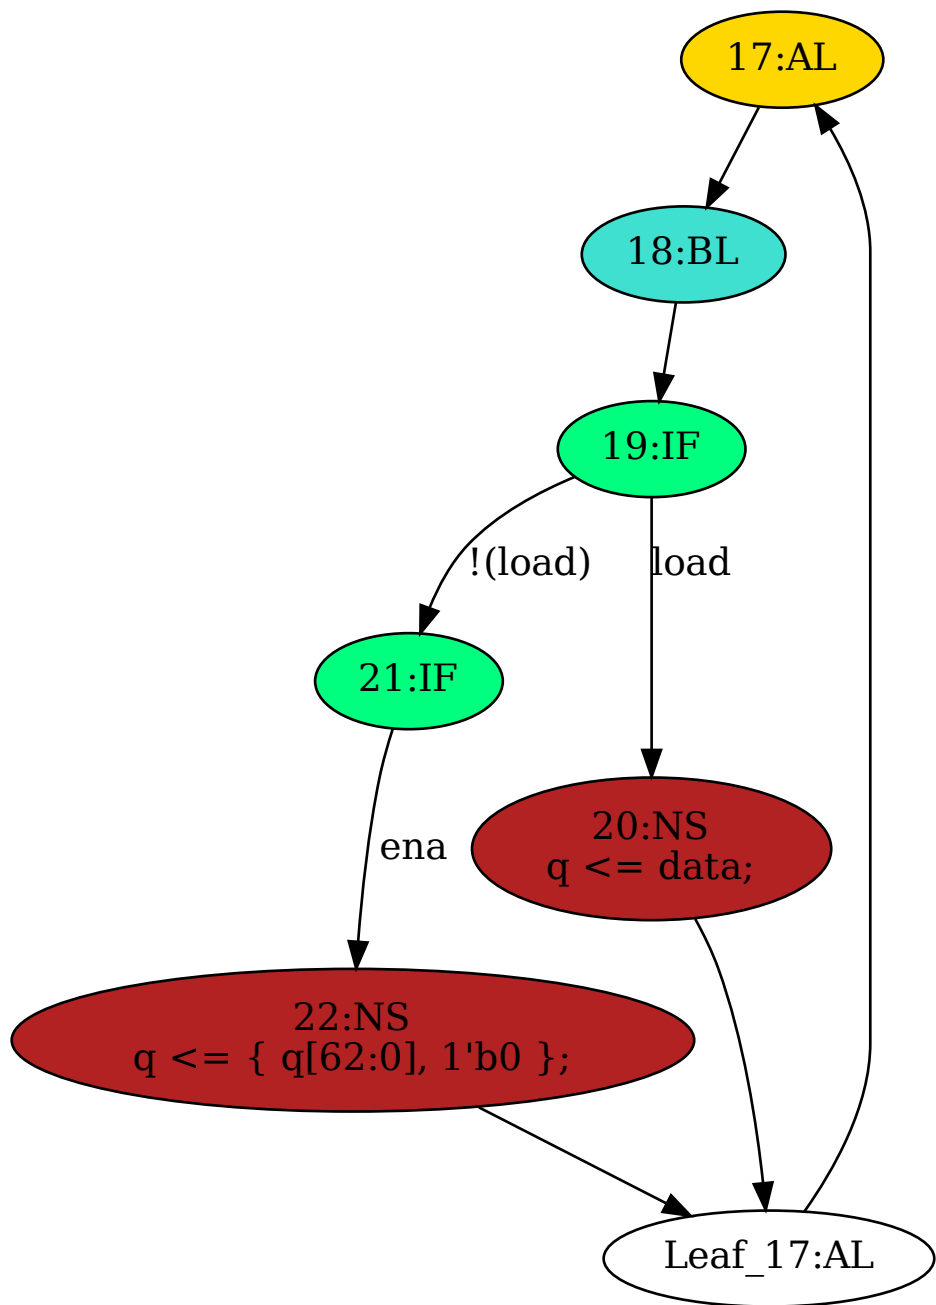 17:AL
18:BL
19:IF
!(load)
load
21:IF
20:NS
q <= data;
ena
22:NS
q <= { q[62:0], 1'b0 };
Leaf_17:AL